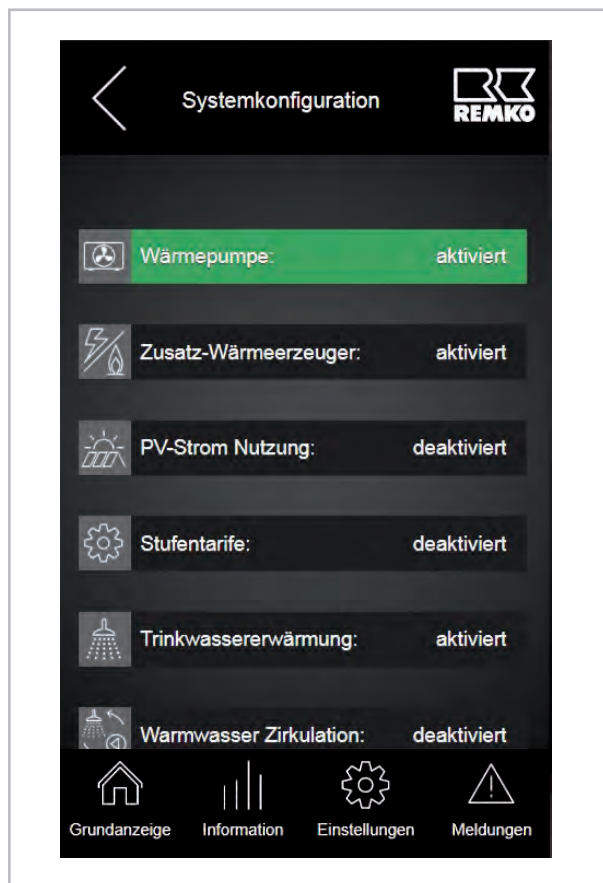 Systemkonfiguration
REMKO
Wärmepumpe: aktiviert
Zusatz-Wärmeerzeuger: aktiviert
PV-Strom Nutzung: deaktiviert
Stufentarife: deaktiviert
Trinkwassererwärmung: aktiviert
Warmwasser Zirkulation: deaktiviert
Grundanzeige Information Einstellungen Meldungen